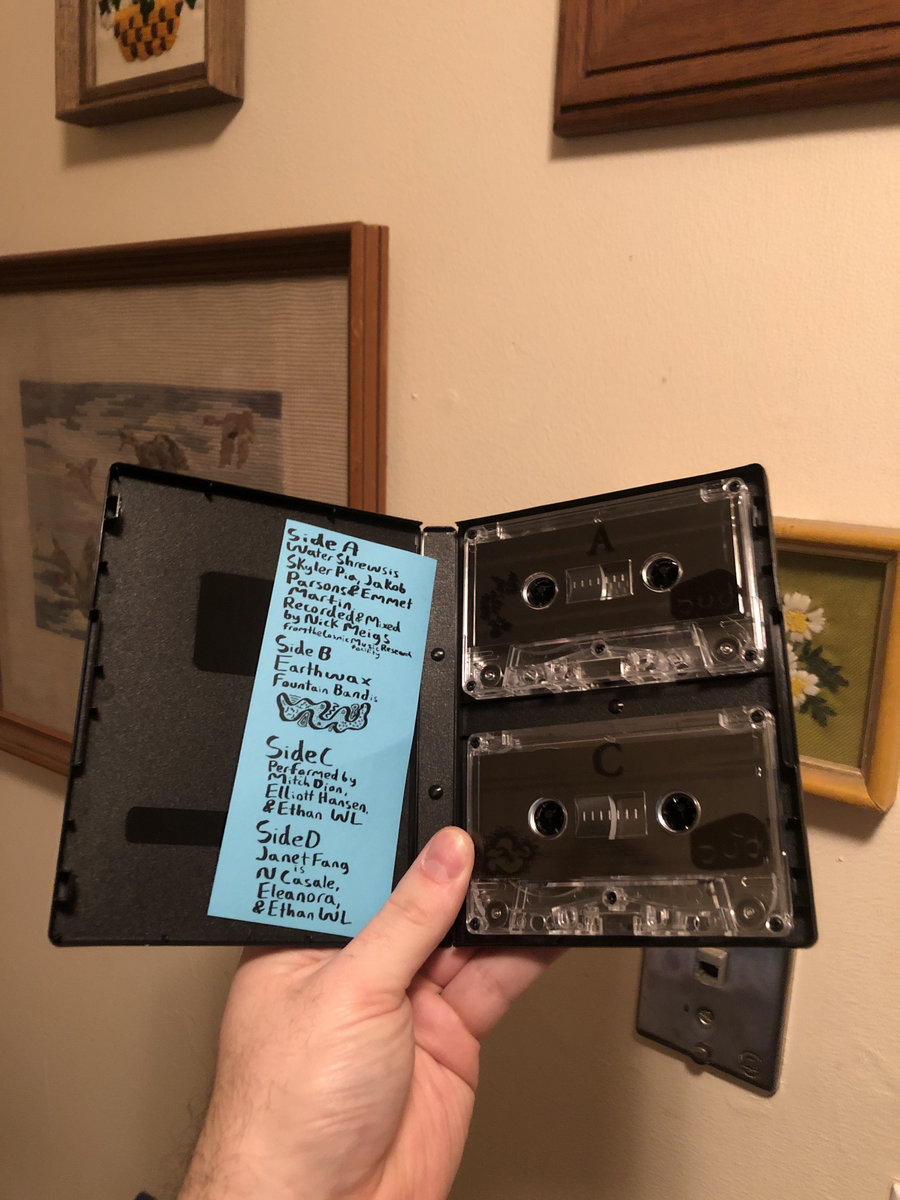 Side A
Water Shrewsis
Skyler Pia, Jakob
Parsons & Emmet
Martin.
Recorded & Mixed
by Nick Meigs
from the Cosmic Music Research
Facility
Side B
Earthwax
Fountain Band is
Side C
Performed by
Mitch Dion,
Elliott Hansen,
& Ethan WL
Side D
Janet Fang
is
N Casale,
Eleanora,
& Ethan WL
A
C